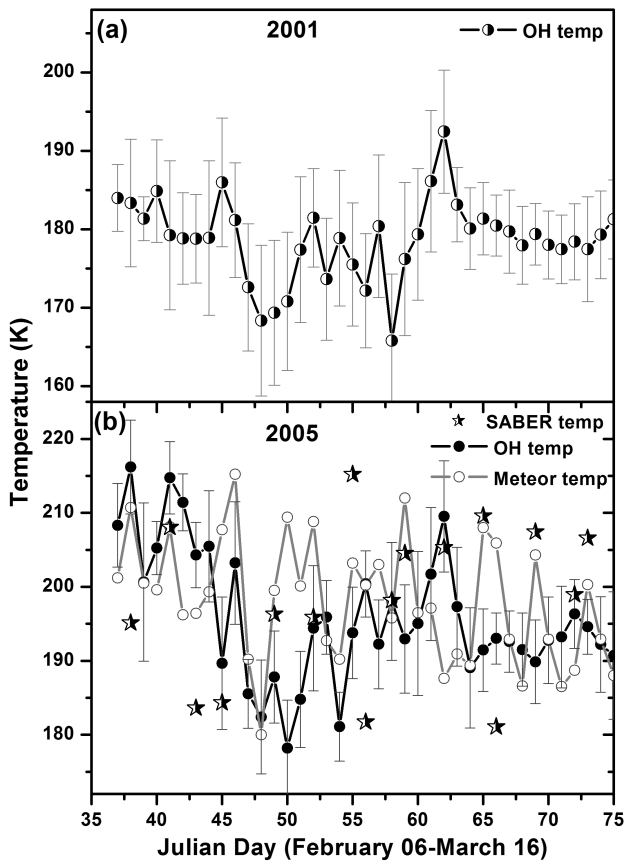 (a) 2001 OH temp
200
190
180
170
160
Temperature (K)
(b) 2005 SABER temp
OH temp
Meteor temp
220
210
200
190
180
35 40 45 50 55 60 65 70 75
Julian Day (February 06-March 16)